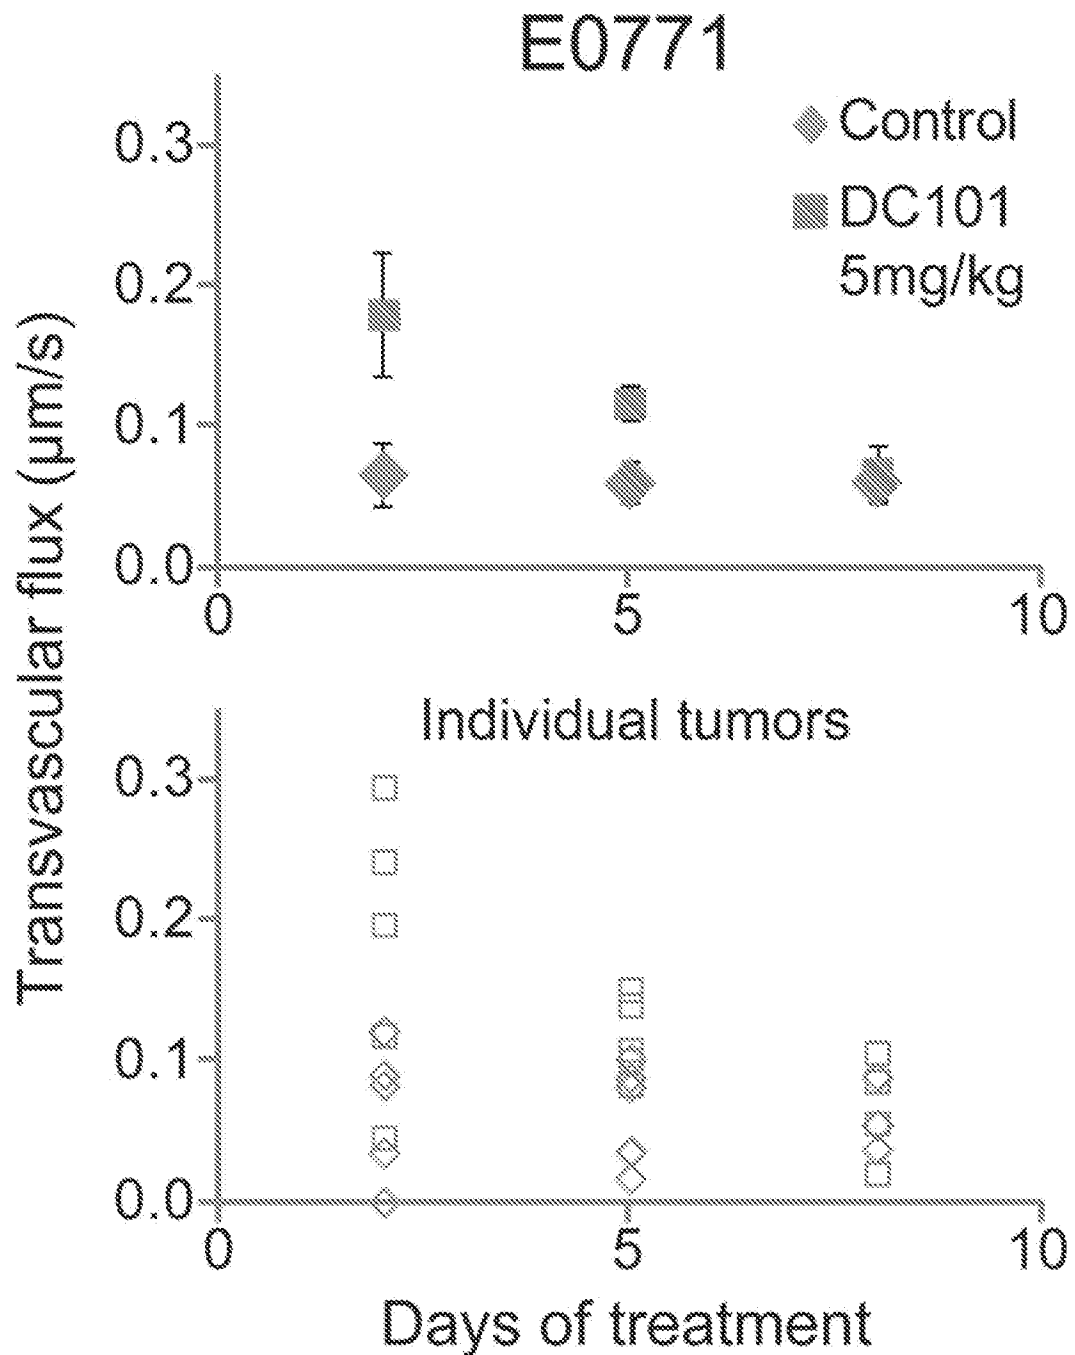 E0771
Control
DC101
5mg/kg
Transvascular flux (µm/s)
0.3
0.2
0.1
0.0
0
5
10
Individual tumors
0.3
0.2
0.1
0.0
0
5
10
Days of treatment